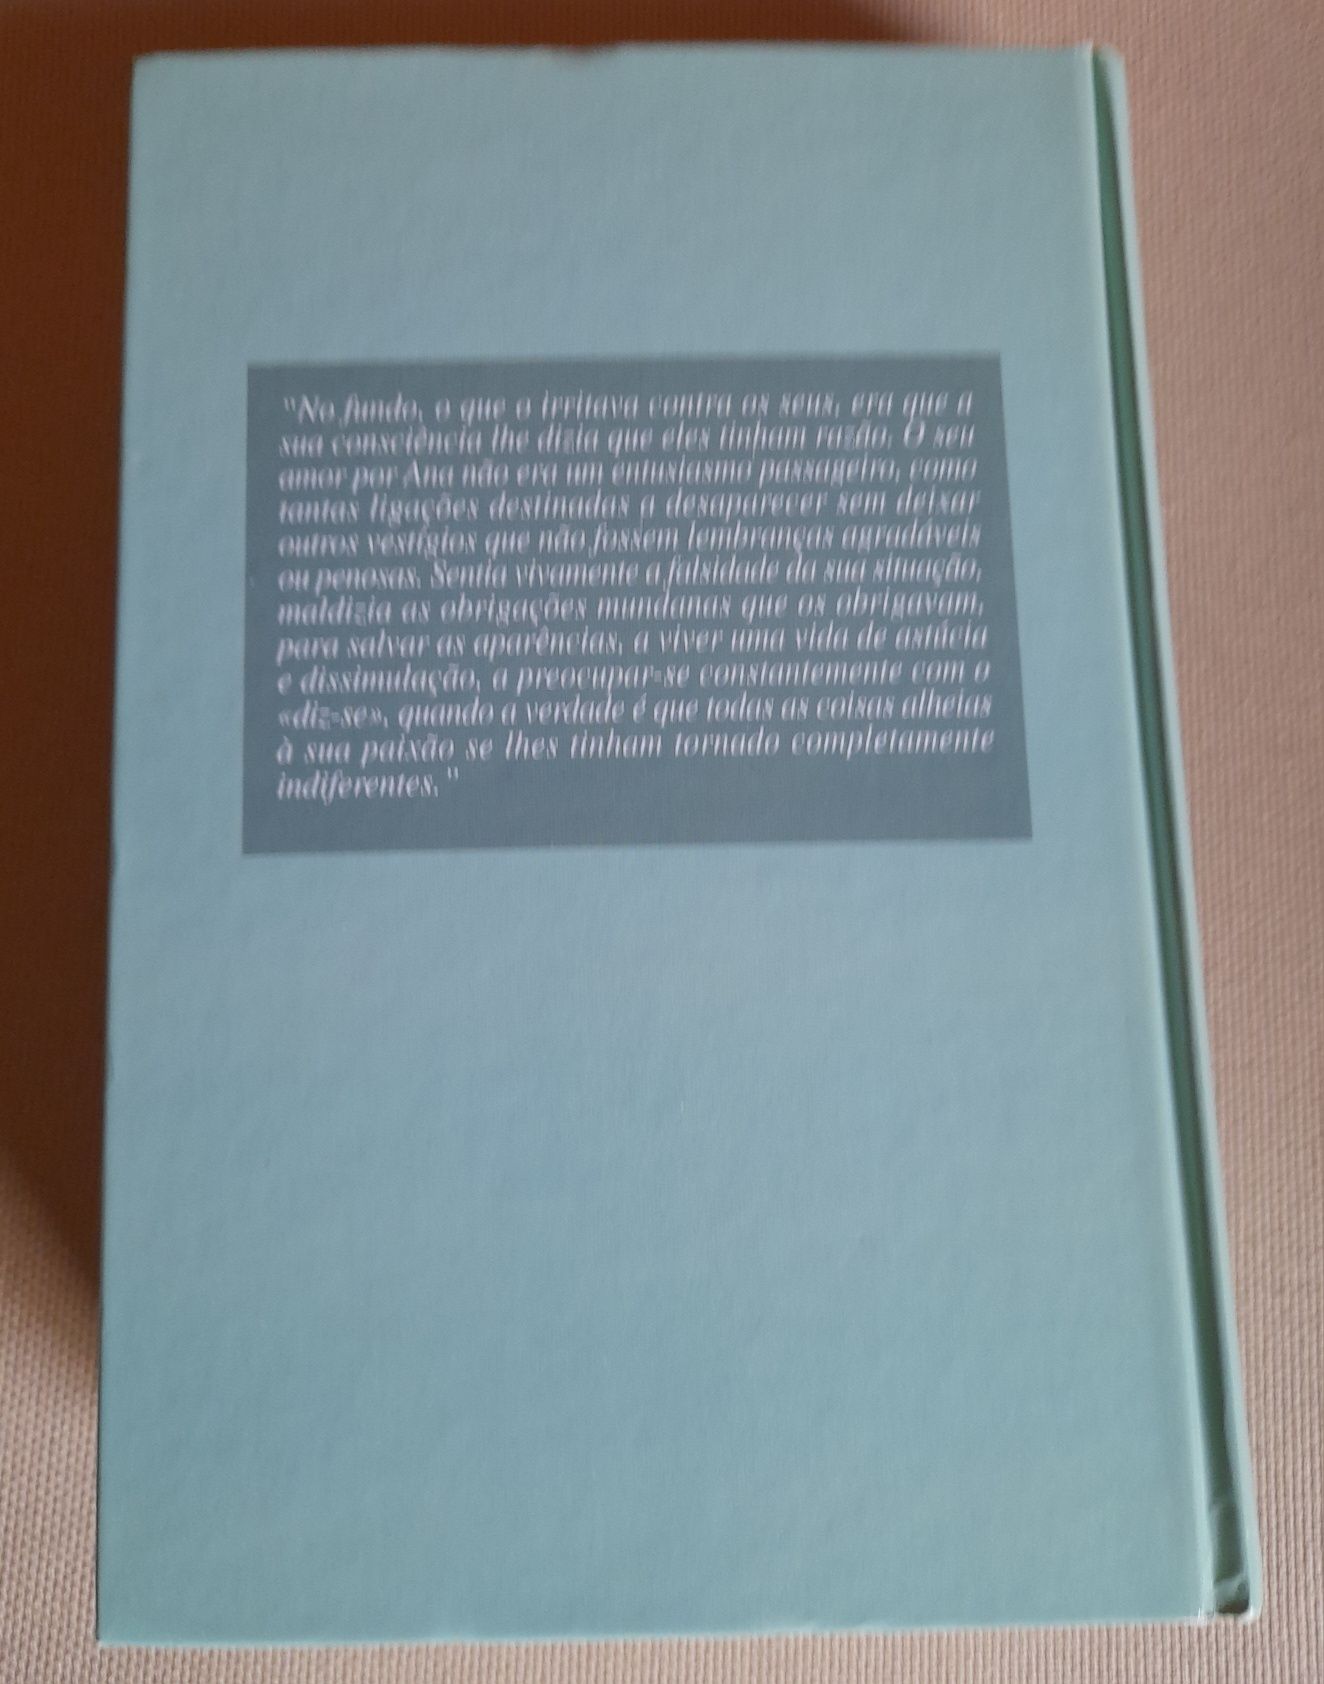 "No fundo, o que o irritava contra os seus, era que a
sua consciência lhe dizia que eles tinham razão. O seu
amor por Ana não era um entusiasmo passageiro, como
tantas ligações destinadas a desaparecer sem deixar
outros vestígios que não fossem lembranças agradáveis
ou penosas. Sentia vivamente a falsidade da sua situação,
maldizia as obrigações mundanas que os obrigavam,
para salvar as aparências, a viver uma vida de astúcia
e dissimulação, a preocupar-se constantemente com o
«diz-se», quando a verdade é que todas as coisas alheias
à sua paixão se lhes tinham tornado completamente
indiferentes."